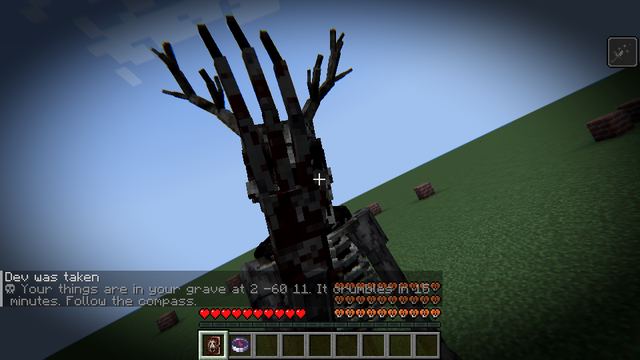 Dev was taken
☠ Your things are in your grave at 2 -60 11. It crumbles in 15
minutes. Follow the compass.